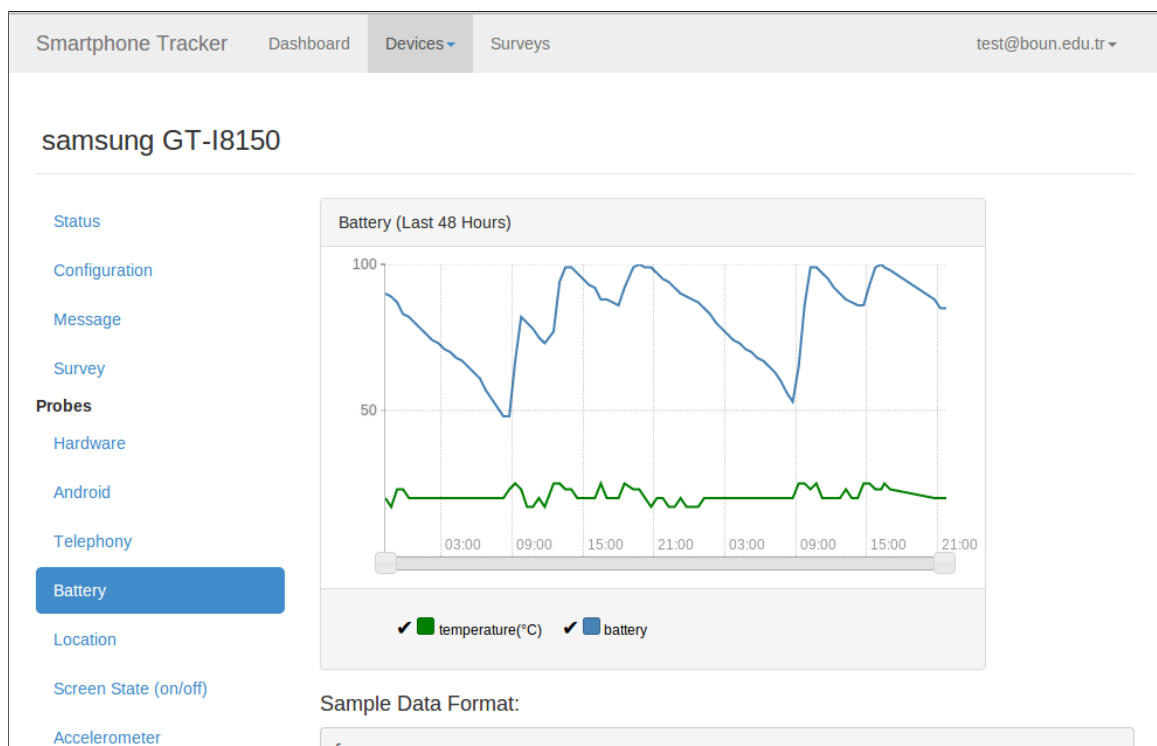 Smartphone Tracker Dashboard Devices Surveys test@boun.edu.tr
samsung GT-I8150
Status
Configuration
Message
Survey
Probes
Hardware
Android
Telephony
Battery
Location
Screen State (on/off)
Accelerometer
Battery (Last 48 Hours)
100
50
03:00 09:00 15:00 21:00 03:00 09:00 15:00 21:00
✔ temperature(°C) ✔ battery
Sample Data Format: